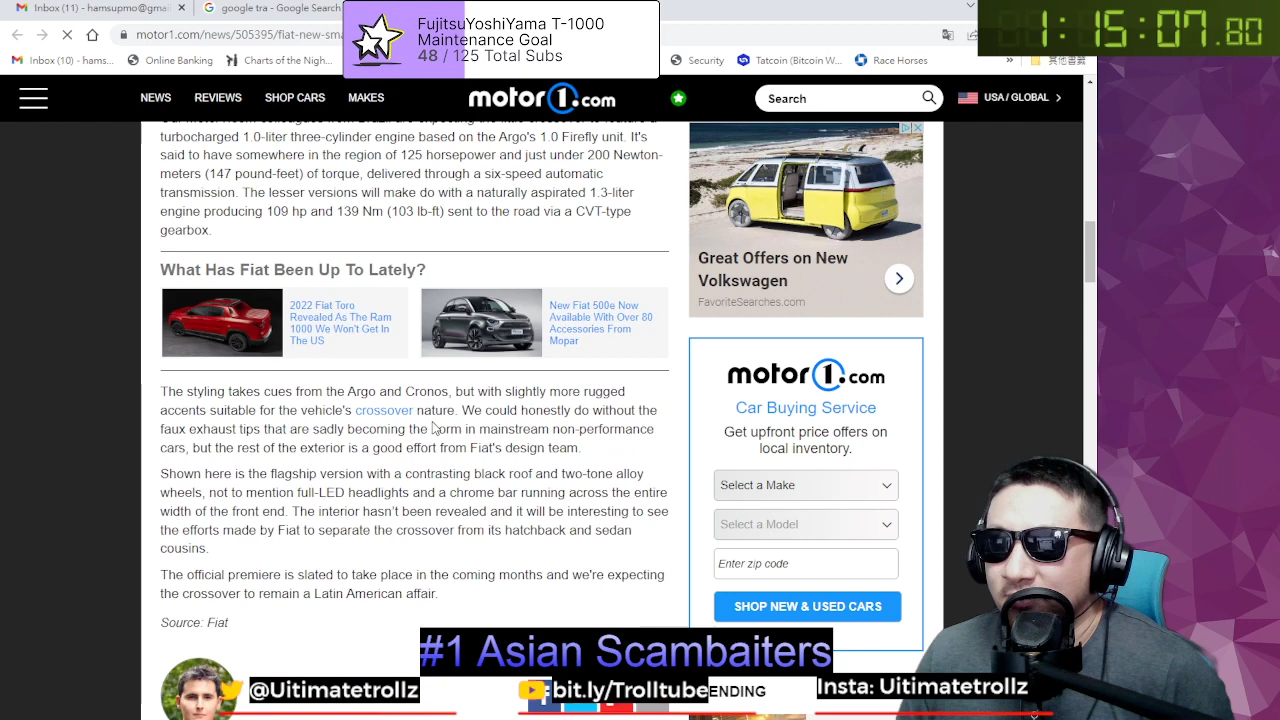 Inbox (11) - hamsupmo@gmai
google tra - Google Search
FujitsuYoshiYama T-1000
Maintenance Goal
48 / 125 Total Subs
1:15:07.80
motor1.com/news/505395/fiat-new-sma
Inbox (10) - hams...
Online Banking
Charts of the Nigh...
Security
Tatcoin (Bitcoin W...
Race Horses
»
其他書籤
NEWS
REVIEWS
SHOP CARS
MAKES
motor1.com
Search
USA / GLOBAL
turbocharged 1.0-liter three-cylinder engine based on the Argo's 1.0 Firefly unit. It's
said to have somewhere in the region of 125 horsepower and just under 200 Newton-
meters (147 pound-feet) of torque, delivered through a six-speed automatic
transmission. The lesser versions will make do with a naturally aspirated 1.3-liter
engine producing 109 hp and 139 Nm (103 lb-ft) sent to the road via a CVT-type
gearbox.
What Has Fiat Been Up To Lately?
2022 Fiat Toro
Revealed As The Ram
1000 We Won't Get In
The US
New Fiat 500e Now
Available With Over 80
Accessories From
Mopar
The styling takes cues from the Argo and Cronos, but with slightly more rugged
accents suitable for the vehicle's crossover nature. We could honestly do without the
faux exhaust tips that are sadly becoming the norm in mainstream non-performance
cars, but the rest of the exterior is a good effort from Fiat's design team.
Shown here is the flagship version with a contrasting black roof and two-tone alloy
wheels, not to mention full-LED headlights and a chrome bar running across the entire
width of the front end. The interior hasn't been revealed and it will be interesting to see
the efforts made by Fiat to separate the crossover from its hatchback and sedan
cousins.
The official premiere is slated to take place in the coming months and we're expecting
the crossover to remain a Latin American affair.
Source: Fiat
Great Offers on New
Volkswagen
FavoriteSearches.com
motor1.com
Car Buying Service
Get upfront price offers on
local inventory.
Select a Make
Select a Model
Enter zip code
SHOP NEW & USED CARS
#1 Asian Scambaiters
@Uitimatetrollz
bit.ly/Trolltube
ENDING
Insta: Uitimatetrollz